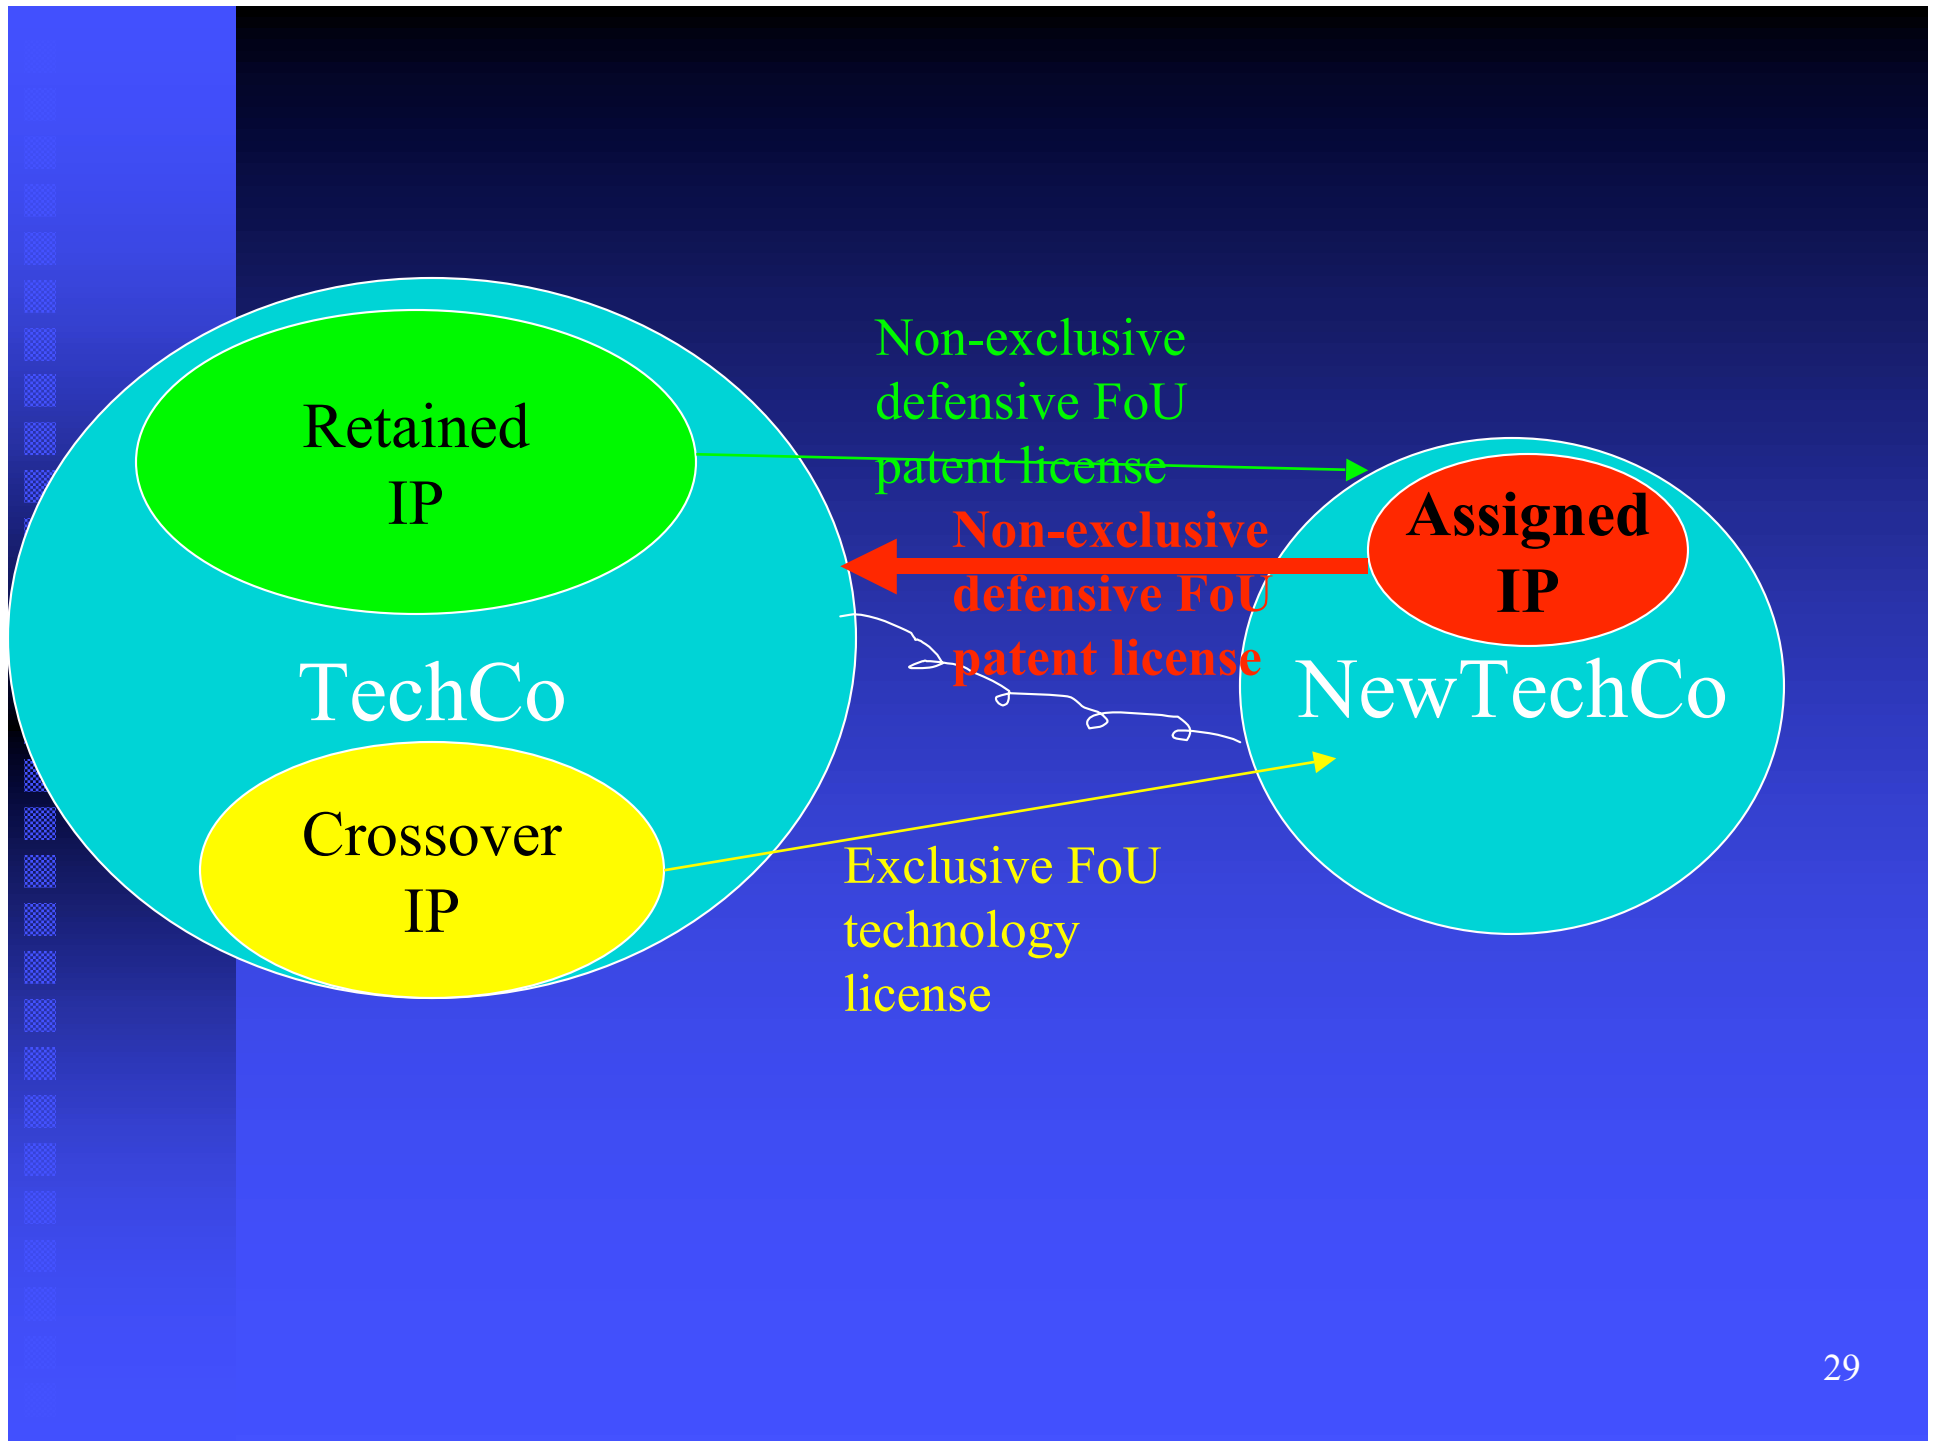 Non-exclusive
defensive FoU
patent license
Retained
IP
Assigned
IP
Non-exclusive
defensive FoU
patent license
TechCo
NewTechCo
Crossover
IP
Exclusive FoU
technology
license
29